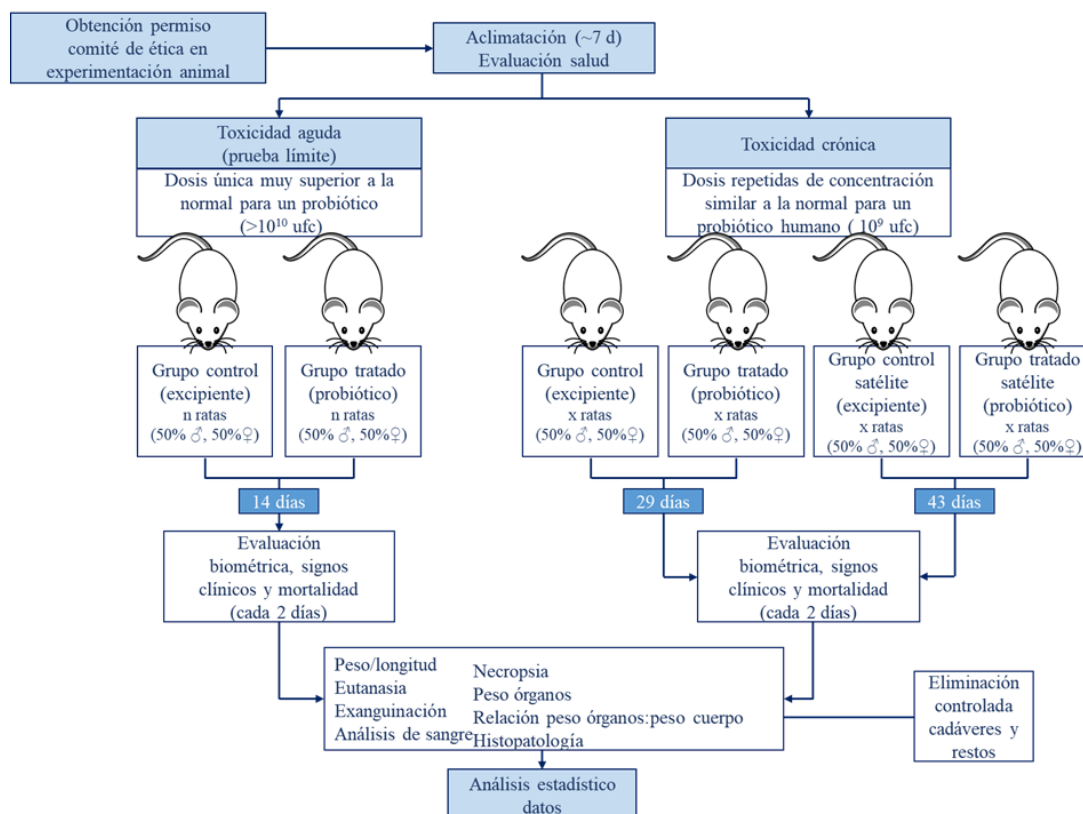 Obtención permiso
comité de ética en
experimentación animal
Aclimatación (~7 d)
Evaluación salud
Toxicidad aguda
(prueba límite)
Dosis única muy superior a la
normal para un probiótico
(>10¹⁰ ufc)
Toxicidad crónica
Dosis repetidas de concentración
similar a la normal para un
probiótico humano ( 10⁹ ufc)
Grupo control
(excipiente)
n ratas
(50% ♂, 50%♀)
Grupo tratado
(probiótico)
n ratas
(50% ♂, 50%♀)
Grupo control
(excipiente)
x ratas
(50% ♂, 50%♀)
Grupo tratado
(probiótico)
x ratas
(50% ♂, 50%♀)
Grupo control
satélite
(excipiente)
x ratas
(50% ♂, 50%♀)
Grupo tratado
satélite
(probiótico)
x ratas
(50% ♂, 50%♀)
14 días
29 días
43 días
Evaluación
biométrica, signos
clínicos y mortalidad
(cada 2 días)
Evaluación
biométrica, signos
clínicos y mortalidad
(cada 2 días)
Peso/longitud
Eutanasia
Exanguinación
Análisis de sangre
Necropsia
Peso órganos
Relación peso órganos:peso cuerpo
Histopatología
Eliminación
controlada
cadáveres y
restos
Análisis estadístico
datos